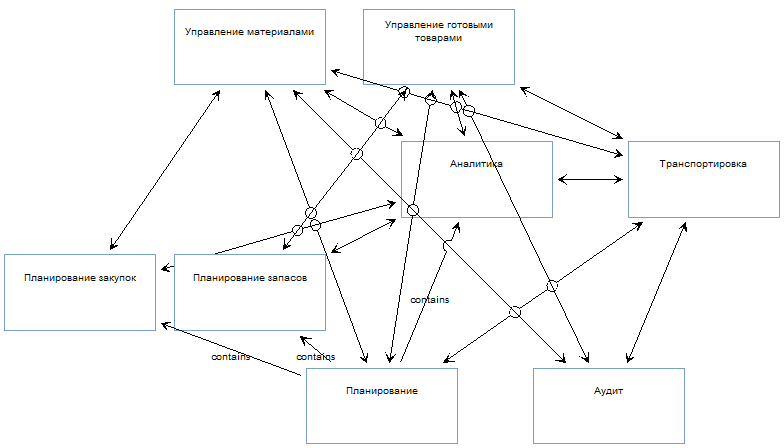 Управление материалами
Управление готовыми
товарами
Аналитика
Транспортировка
Планирование закупок
Планирование запасов
contains
contains
contains
Планирование
Аудит